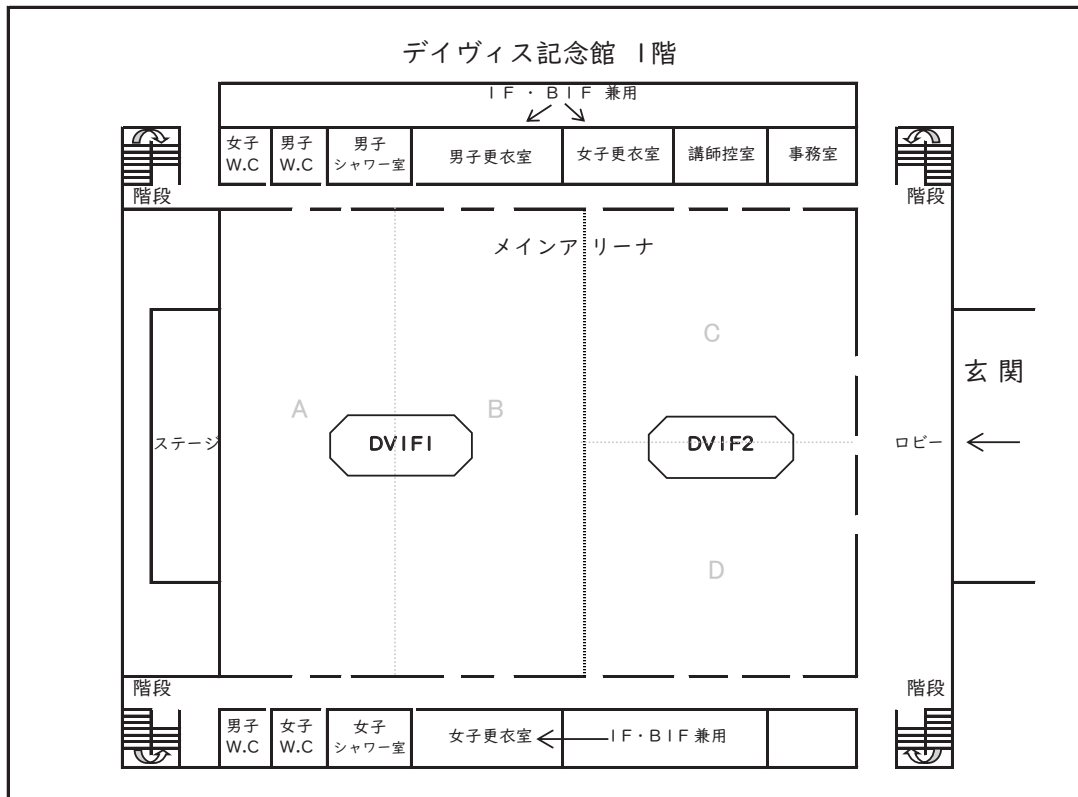 デイヴィス記念館 1階
1F・B1F 兼用
女子
W.C
男子
W.C
男子
シャワー室
男子更衣室
女子更衣室
講師控室
事務室
階段
階段
メインアリーナ
C
玄関
A
B
ステージ
DV1F1
DV1F2
ロビー
D
階段
階段
男子
W.C
女子
W.C
女子
シャワー室
女子更衣室
1F・B1F兼用